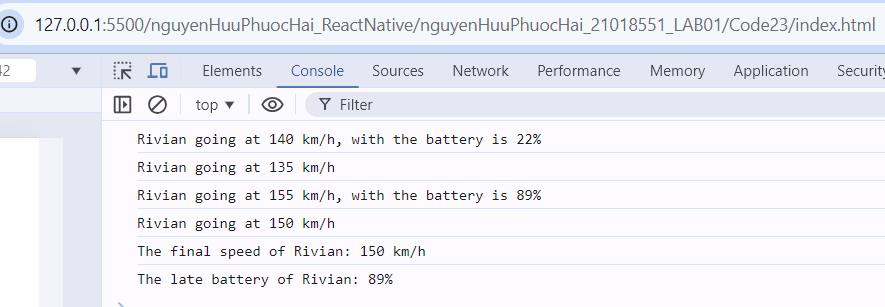 127.0.0.1:5500/nguyenHuuPhuocHai_ReactNative/nguyenHuuPhuocHai_21018551_LAB01/Code23/index.html
42 Elements Console Sources Network Performance Memory Application Security
top Filter
Rivian going at 140 km/h, with the battery is 22%
Rivian going at 135 km/h
Rivian going at 155 km/h, with the battery is 89%
Rivian going at 150 km/h
The final speed of Rivian: 150 km/h
The late battery of Rivian: 89%